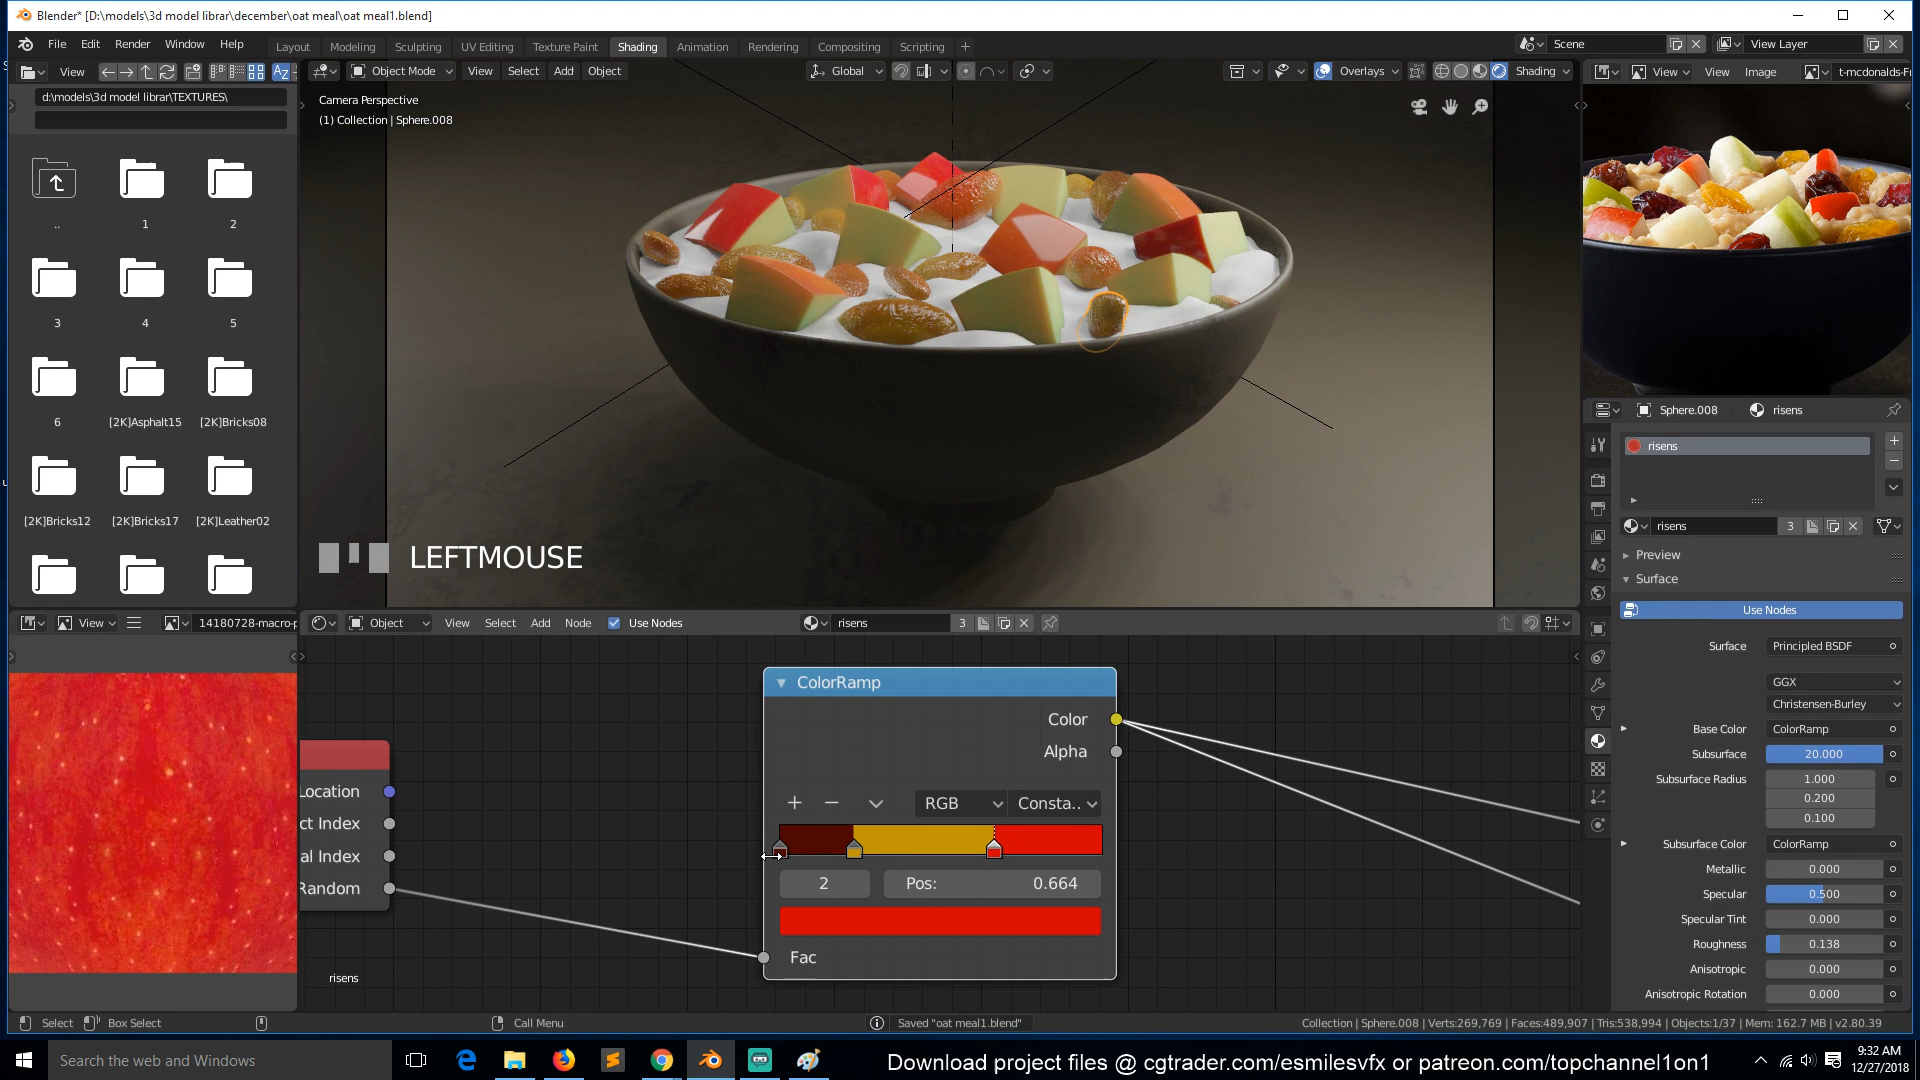 Blender* [D:\models\3d model librar\december\oat meal\oat meal1.blend]
File Edit Render Window Help
Layout Modeling Sculpting UV Editing Texture Paint Shading Animation Rendering Compositing Scripting +
Scene
View Layer
View
Object Mode View Select Add Object
Global
Overlays
Shading
View View Image
d:\models\3d model librar\TEXTURES\
Camera Perspective
(1) Collection | Sphere.008
..
1
2
3
4
5
6
[2K]Asphalt15
[2K]Bricks08
[2K]Bricks12
[2K]Bricks17
[2K]Leather02
LEFTMOUSE
Sphere.008 risens
risens
risens 3
Preview
Surface
Use Nodes
Surface Principled BSDF
GGX
Christensen-Burley
Base Color ColorRamp
Subsurface 20.000
Subsurface Radius 1.000
0.200
0.100
Subsurface Color ColorRamp
Metallic 0.000
Specular 0.500
Specular Tint 0.000
Roughness 0.138
Anisotropic 0.000
Anisotropic Rotation 0.000
View 14180728-macro-p
Object View Select Add Node Use Nodes risens 3
ColorRamp
Color
Alpha
RGB Consta..
2 Pos: 0.664
Fac
Location
ct Index
al Index
Random
risens
Select Box Select Call Menu Saved "oat meal1.blend"
Collection | Sphere.008 | Verts:269,769 | Faces:489,907 | Tris:538,994 | Objects:1/37 | Mem: 162.7 MB | v2.80.39
Search the web and Windows
Download project files @ cgtrader.com/esmilesvfx or patreon.com/topchannel1on1
9:32 AM
12/27/2018